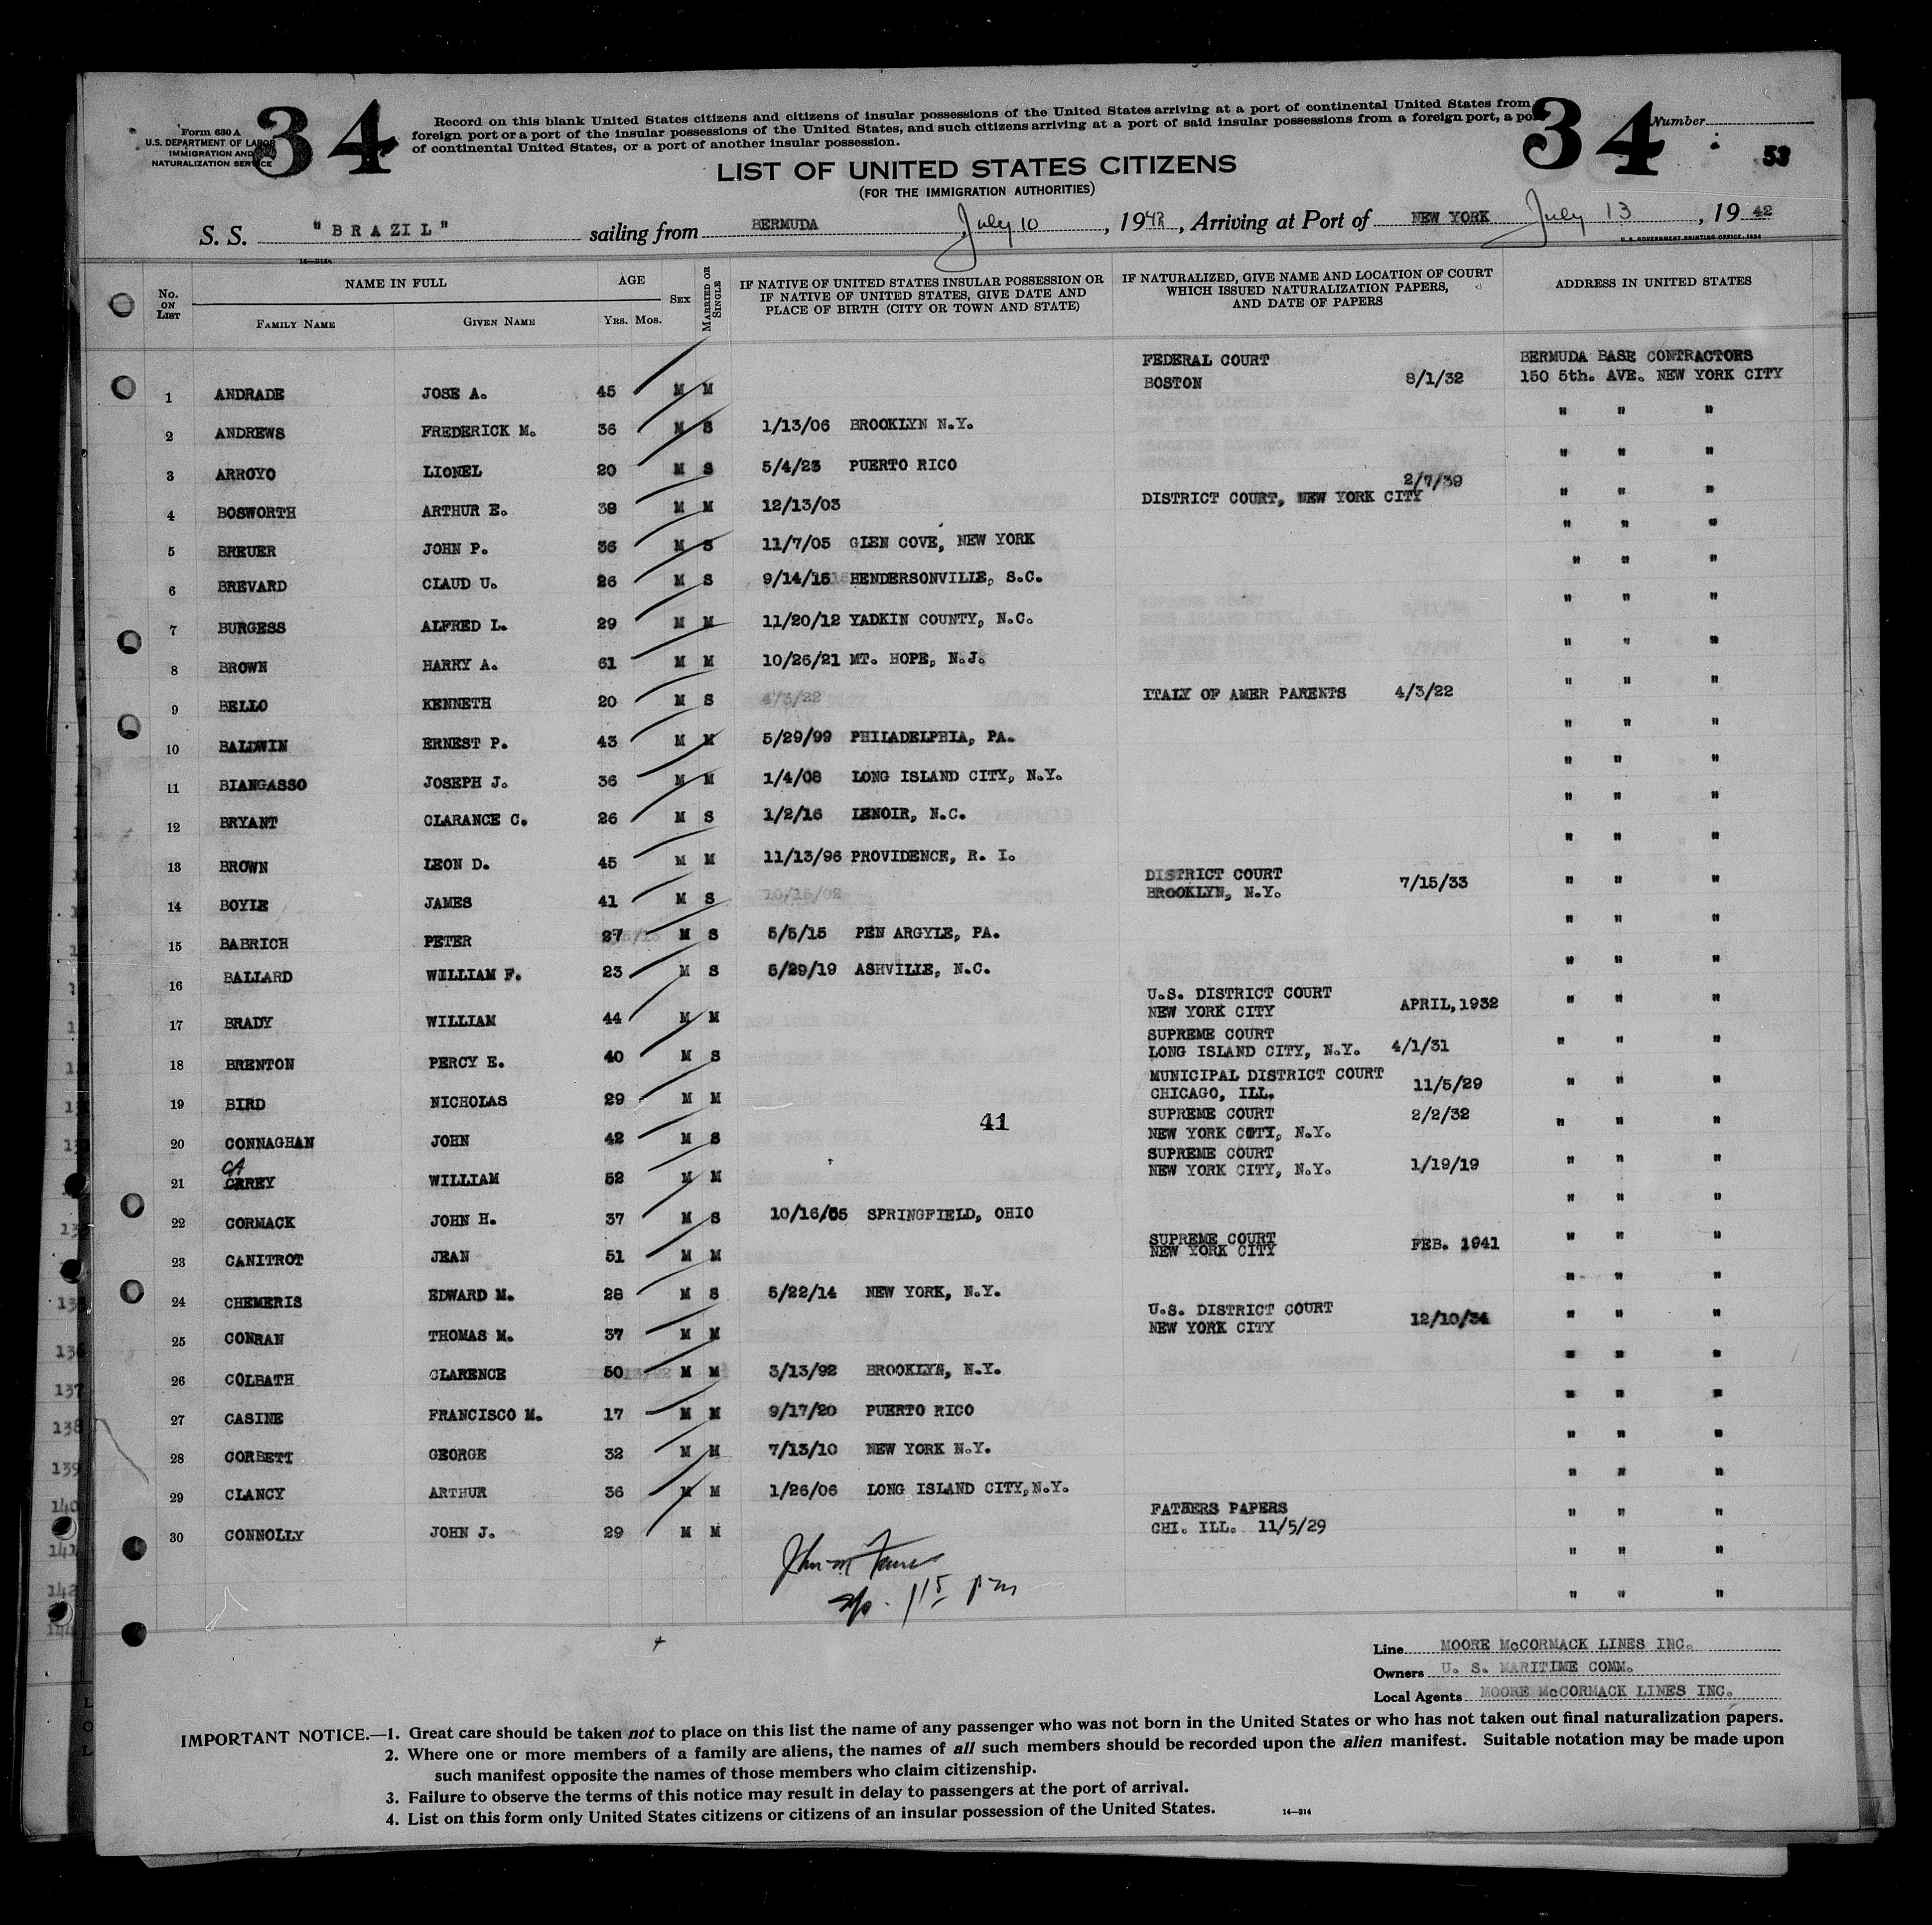 34
34
Form 630 A
U.S. DEPARTMENT OF LABOR
IMMIGRATION AND
NATURALIZATION SERVICE
Record on this blank United States citizens and citizens of insular possessions of the United States arriving at a port of continental United States from
foreign port or a port of the insular possessions of the United States, and such citizens arriving at a port of said insular possessions from a foreign port, a po
of continental United States, or a port of another insular possession.
Number
53
LIST OF UNITED STATES CITIZENS
(FOR THE IMMIGRATION AUTHORITIES)
S. S. "BRAZIL" sailing from BERMUDA July 10, 1942, Arriving at Port of NEW YORK July 13, 1942
U. S. GOVERNMENT PRINTING OFFICE: 1934
14—214
No. ON LIST
NAME IN FULL
FAMILY NAME GIVEN NAME
AGE
YRS. MOS.
SEX
MARRIED OR SINGLE
IF NATIVE OF UNITED STATES INSULAR POSSESSION OR
IF NATIVE OF UNITED STATES, GIVE DATE AND
PLACE OF BIRTH (CITY OR TOWN AND STATE)
IF NATURALIZED, GIVE NAME AND LOCATION OF COURT
WHICH ISSUED NATURALIZATION PAPERS,
AND DATE OF PAPERS
ADDRESS IN UNITED STATES
FEDERAL COURT BERMUDA BASE CONTRACTORS
1 ANDRADE JOSE A. 45 M M BOSTON 8/1/32 150 5th. AVE. NEW YORK CITY
2 ANDREWS FREDERICK M. 36 M S 1/13/06 BROOKLYN N.Y. " " "
3 ARROYO LIONEL 20 M S 5/4/23 PUERTO RICO " " "
2/7/39
4 BOSWORTH ARTHUR E. 39 M M 12/13/03 DISTRICT COURT, NEW YORK CITY " " "
5 BREUER JOHN P. 36 M S 11/7/05 GLEN COVE, NEW YORK " " "
6 BREVARD CLAUD U. 26 M S 9/14/15 HENDERSONVILLE, S.C. " " "
7 BURGESS ALFRED L. 29 M M 11/20/12 YADKIN COUNTY, N.C. " " "
8 BROWN HARRY A. 61 M M 10/26/21 MT. HOPE, N.J. " " "
9 BELLO KENNETH 20 M S 4/3/22 ITALY OF AMER PARENTS 4/3/22 " " "
10 BALDWIN ERNEST P. 43 M M 5/29/99 PHILADELPHIA, PA. " " "
11 BIANGASSO JOSEPH J. 36 M M 1/4/08 LONG ISLAND CITY, N.Y. " " "
12 BRYANT CLARANCE C. 26 M S 1/2/16 LENOIR, N.C. " " "
13 BROWN LEON D. 45 M M 11/13/96 PROVIDENCE, R. I. " " "
DISTRICT COURT
14 BOYLE JAMES 41 M S 10/15/02 BROOKLYN, N.Y. 7/15/33 " " "
15 BABRICH PETER 27 M S 5/5/15 PEN ARGYLE, PA. " " "
16 BALLARD WILLIAM F. 23 M S 5/29/19 ASHVILLE, N.C. " " "
U.S. DISTRICT COURT
17 BRADY WILLIAM 44 M M NEW YORK CITY APRIL, 1932 " " "
SUPREME COURT
18 BRENTON PERCY E. 40 M S LONG ISLAND CITY, N.Y. 4/1/31 " " "
MUNICIPAL DISTRICT COURT
19 BIRD NICHOLAS 29 M M CHICAGO, ILL. 11/5/29 " " "
41
SUPREME COURT 2/2/32
20 CONNAGHAN JOHN 42 M S NEW YORK CITY, N.Y. " " "
CA SUPREME COURT
21 CAREY WILLIAM 52 M M NEW YORK CITY, N.Y. 1/19/19 " " "
22 CORMACK JOHN H. 37 M S 10/16/05 SPRINGFIELD, OHIO " " "
SUPREME COURT
23 CANITROT JEAN 51 M M NEW YORK CITY FEB. 1941 " " "
24 CHEMERIS EDWARD M. 28 M S 5/22/14 NEW YORK, N.Y. " " "
U.S. DISTRICT COURT
25 CONRAN THOMAS M. 37 M M NEW YORK CITY 12/10/34 " " "
26 COLBATH CLARENCE 50 M M 3/13/92 BROOKLYN, N.Y. " " "
27 CASINE FRANCISCO M. 17 M M 9/17/20 PUERTO RICO " " "
28 CORBETT GEORGE 32 M M 7/13/10 NEW YORK N.Y. " " "
29 CLANCY ARTHUR 36 M M 1/26/06 LONG ISLAND CITY, N.Y. " " "
FATHERS PAPERS
30 CONNOLLY JOHN J. 29 M M CHI. ILL. 11/5/29 " " "
" " "
" " "
Line MOORE McCORMACK LINES INC.
Owners U. S. MARITIME COMM.
Local Agents MOORE McCORMACK LINES INC.
IMPORTANT NOTICE.—1. Great care should be taken not to place on this list the name of any passenger who was not born in the United States or who has not taken out final naturalization papers.
2. Where one or more members of a family are aliens, the names of all such members should be recorded upon the alien manifest. Suitable notation may be made upon
such manifest opposite the names of those members who claim citizenship.
3. Failure to observe the terms of this notice may result in delay to passengers at the port of arrival.
4. List on this form only United States citizens or citizens of an insular possession of the United States.
14—214